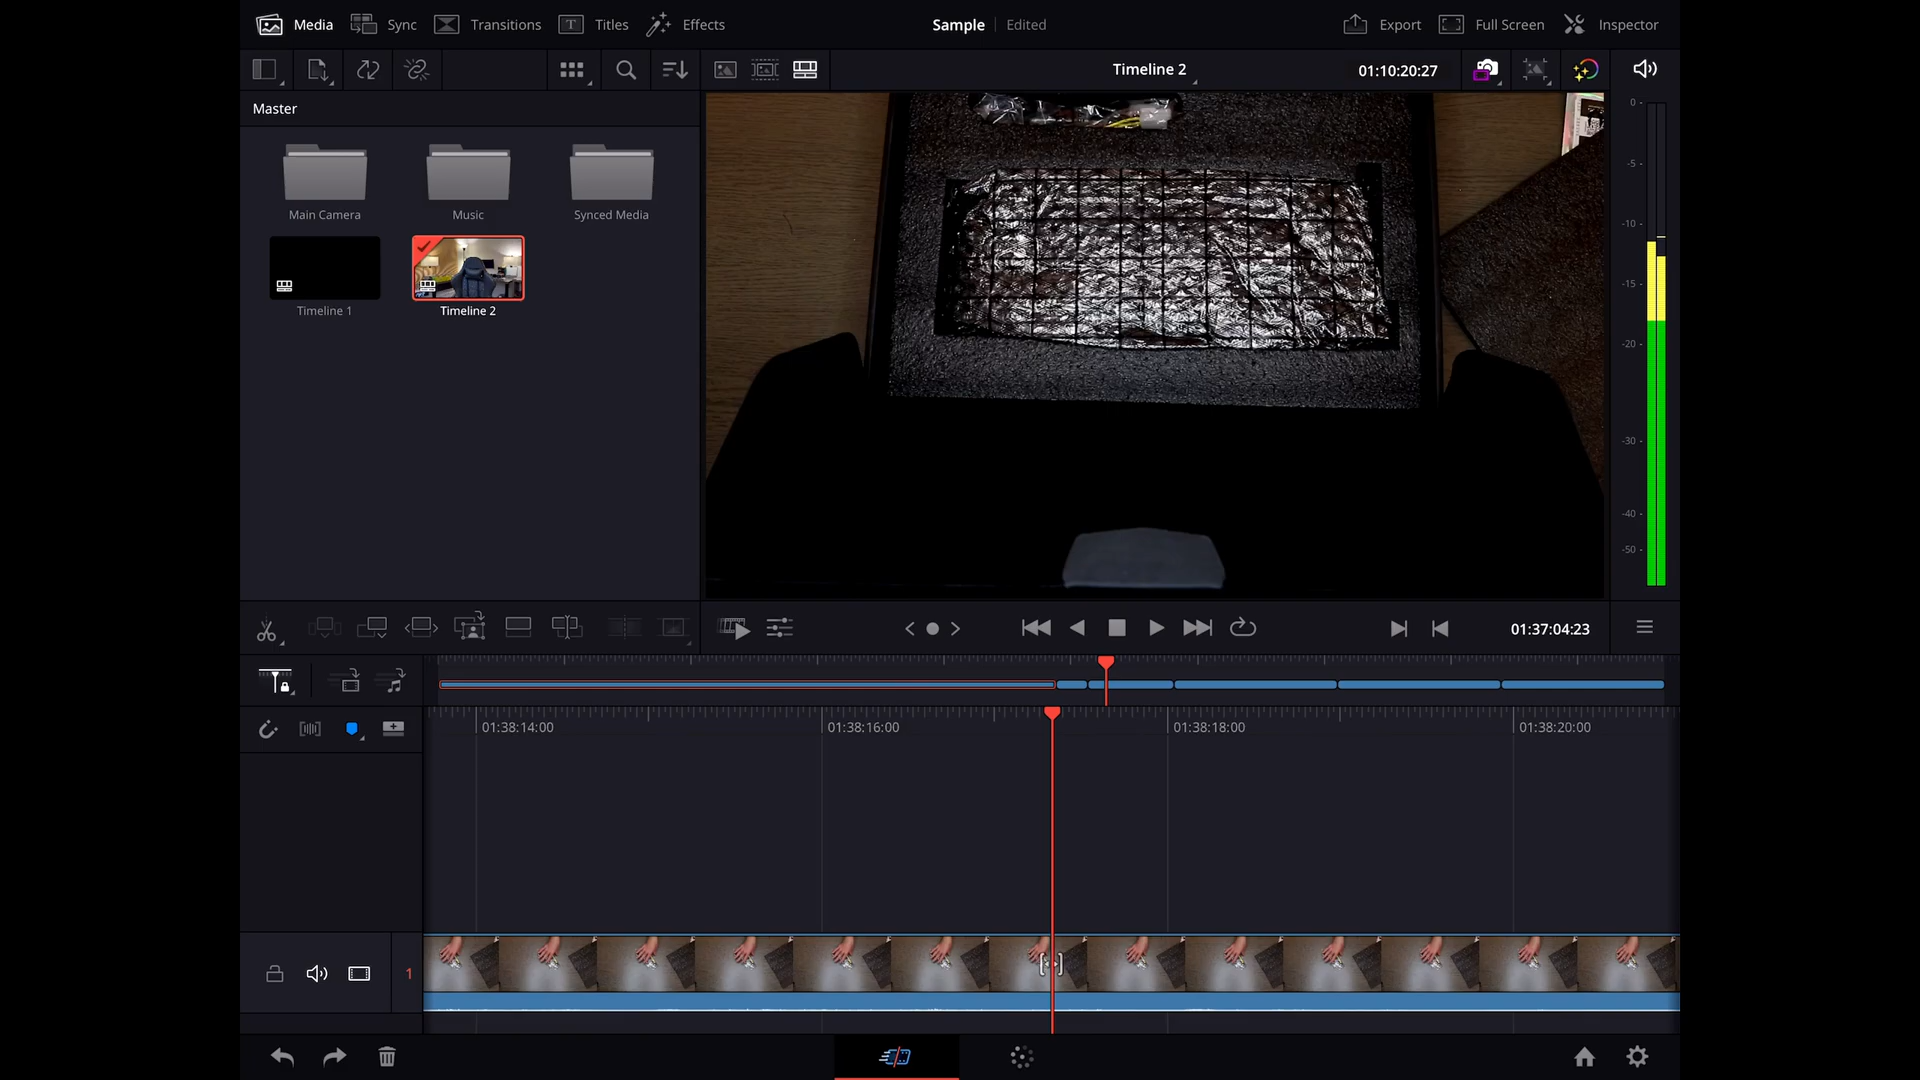 Media
Sync
Transitions
Titles
Effects
Sample
Edited
Export
Full Screen
Inspector
Timeline 2
01:10:20:27
Master
Main Camera
Music
Synced Media
Timeline 1
Timeline 2
0
-5
-10
-15
-20
-30
-40
-50
01:37:04:23
01:38:14:00
01:38:16:00
01:38:18:00
01:38:20:00
1